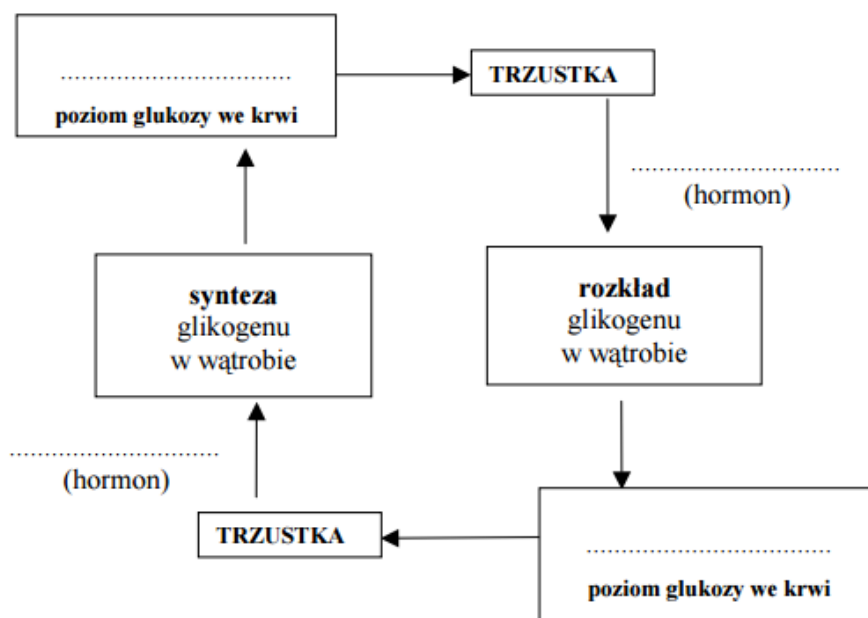 ................................
poziom glukozy we krwi
TRZUSTKA
.............................
(hormon)
synteza
glikogenu
w wątrobie
rozkład
glikogenu
w wątrobie
.............................
(hormon)
TRZUSTKA
..................................
poziom glukozy we krwi